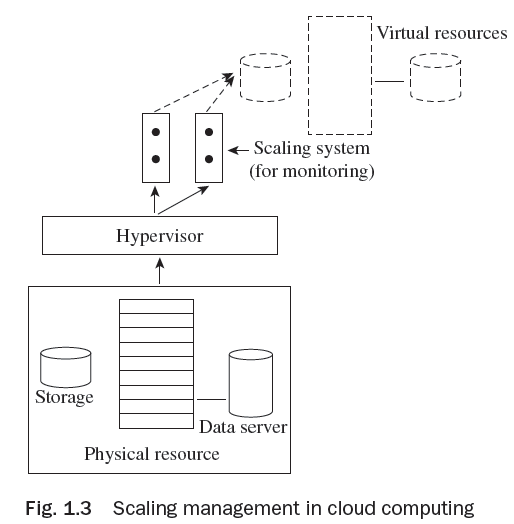 Virtual resources
Scaling system
(for monitoring)
Hypervisor
Storage
Data server
Physical resource
Fig. 1.3 Scaling management in cloud computing